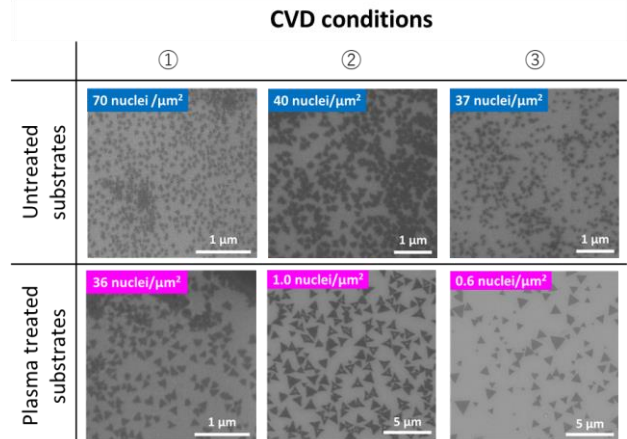 CVD conditions
① ② ③
Untreated
substrates
70 nuclei/µm²
40 nuclei/µm²
37 nuclei/µm²
1 µm
1 µm
1 µm
Plasma treated
substrates
36 nuclei/µm²
1.0 nuclei/µm²
0.6 nuclei/µm²
1 µm
5 µm
5 µm